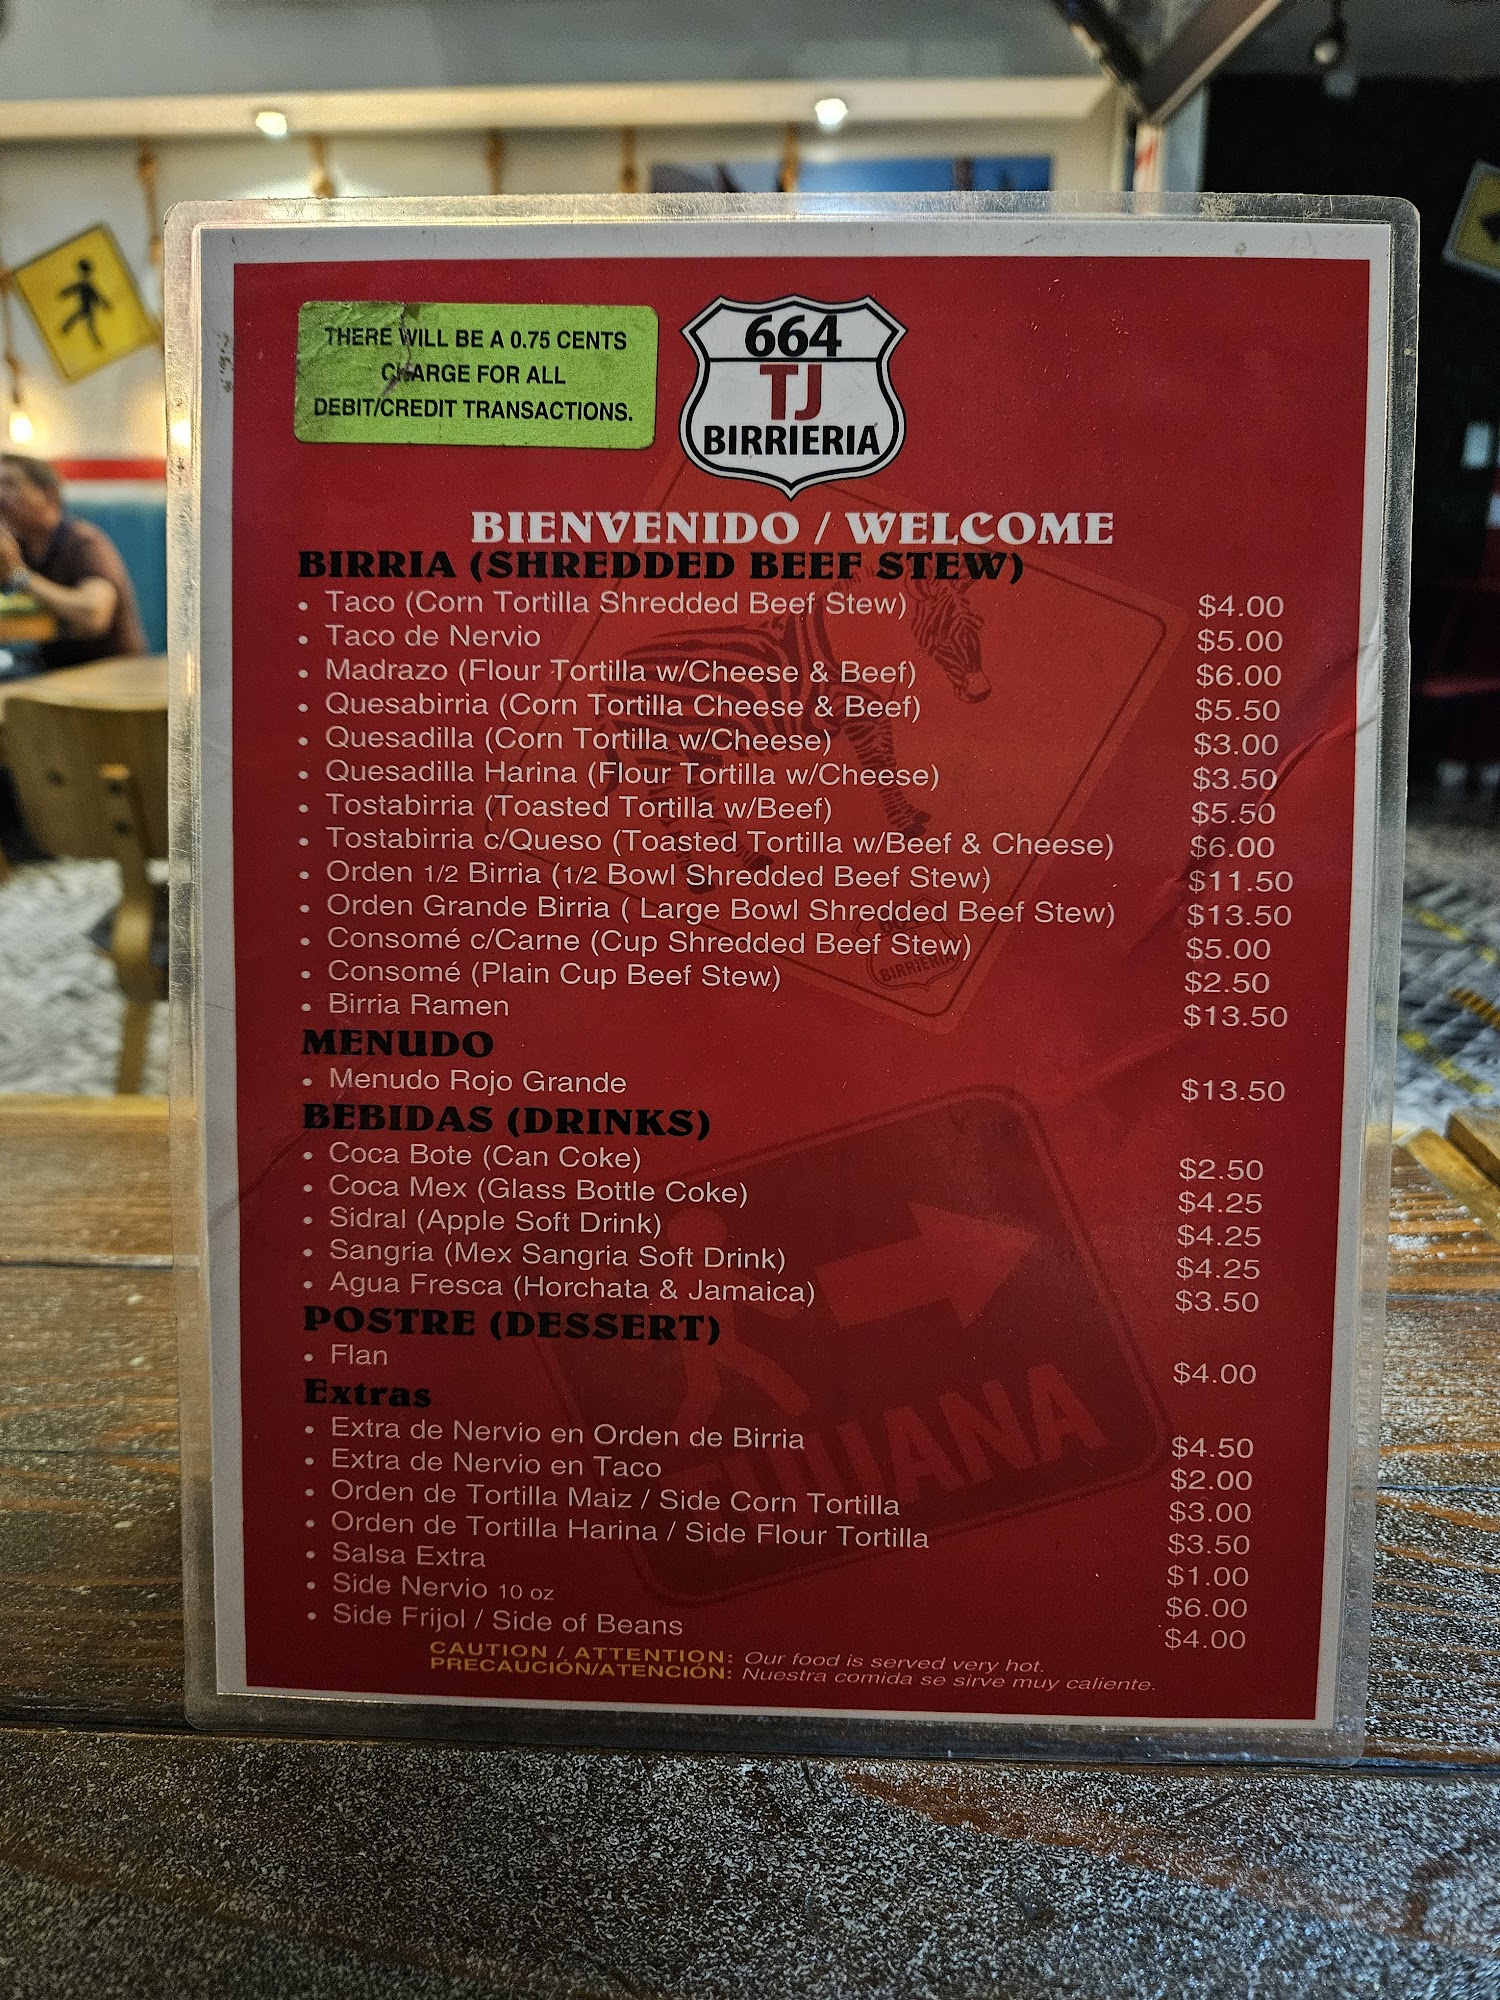 THERE WILL BE A 0.75 CENTS
CHARGE FOR ALL
DEBIT/CREDIT TRANSACTIONS.
664
TJ
BIRRIERIA
BIENVENIDO / WELCOME
BIRRIA (SHREDDED BEEF STEW)
• Taco (Corn Tortilla Shredded Beef Stew) $4.00
• Taco de Nervio $5.00
• Madrazo (Flour Tortilla w/Cheese & Beef) $6.00
• Quesabirria (Corn Tortilla Cheese & Beef) $5.50
• Quesadilla (Corn Tortilla w/Cheese) $3.00
• Quesadilla Harina (Flour Tortilla w/Cheese) $3.50
• Tostabirria (Toasted Tortilla w/Beef) $5.50
• Tostabirria c/Queso (Toasted Tortilla w/Beef & Cheese) $6.00
• Orden 1/2 Birria (1/2 Bowl Shredded Beef Stew) $11.50
• Orden Grande Birria ( Large Bowl Shredded Beef Stew) $13.50
• Consomé c/Carne (Cup Shredded Beef Stew) $5.00
• Consomé (Plain Cup Beef Stew) $2.50
• Birria Ramen $13.50
BIRRIERIA
MENUDO
• Menudo Rojo Grande $13.50
BEBIDAS (DRINKS)
• Coca Bote (Can Coke) $2.50
• Coca Mex (Glass Bottle Coke) $4.25
• Sidral (Apple Soft Drink) $4.25
• Sangria (Mex Sangria Soft Drink) $4.25
• Agua Fresca (Horchata & Jamaica) $3.50
POSTRE (DESSERT)
• Flan $4.00
Extras
• Extra de Nervio en Orden de Birria $4.50
• Extra de Nervio en Taco $2.00
• Orden de Tortilla Maiz / Side Corn Tortilla $3.00
• Orden de Tortilla Harina / Side Flour Tortilla $3.50
• Salsa Extra $1.00
• Side Nervio 10 oz $6.00
• Side Frijol / Side of Beans $4.00
TIJUANA
CAUTION / ATTENTION: Our food is served very hot.
PRECAUCIÓN/ATENCIÓN: Nuestra comida se sirve muy caliente.